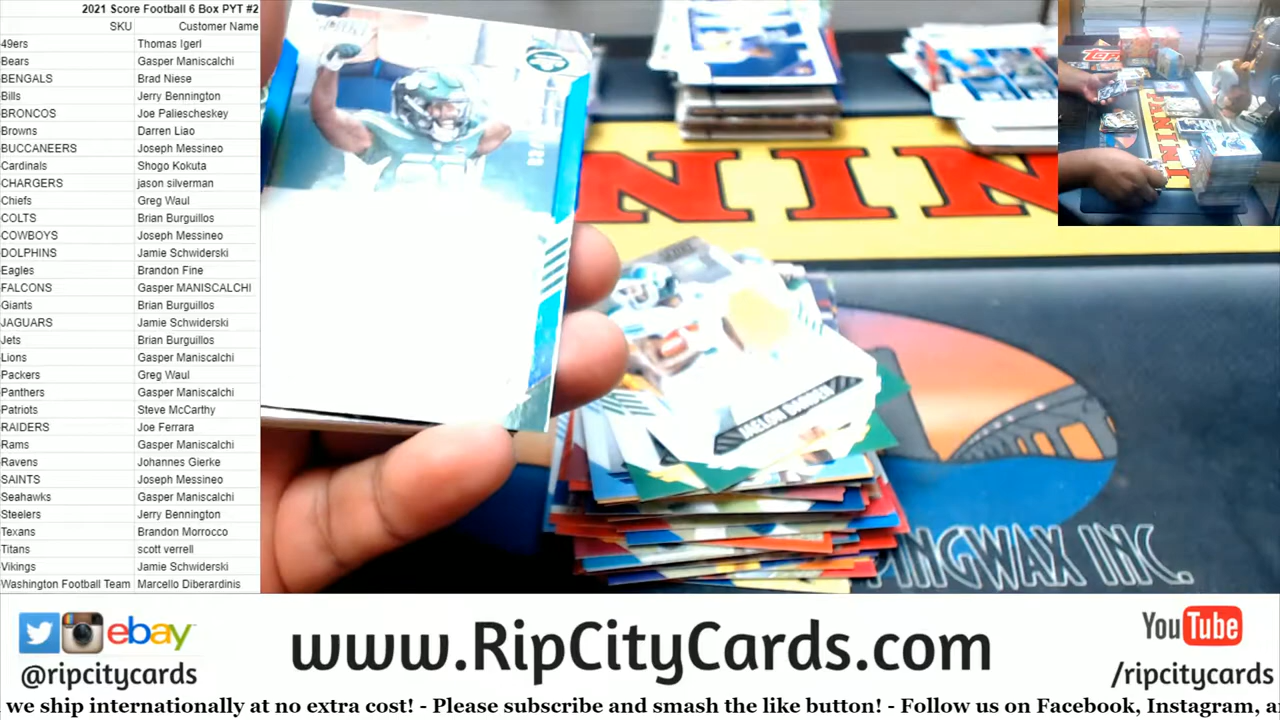 2021 Score Football 6 Box PYT #2
SKU Customer Name
49ers Thomas Igerl
Bears Gasper Maniscalchi
BENGALS Brad Niese
Bills Jerry Bennington
BRONCOS Joe Paliescheskey
Browns Darren Liao
BUCCANEERS Joseph Messineo
Cardinals Shogo Kokuta
CHARGERS jason silverman
Chiefs Greg Waul
COLTS Brian Burguillos
COWBOYS Joseph Messineo
DOLPHINS Jamie Schwiderski
Eagles Brandon Fine
FALCONS Gasper MANISCALCHI
Giants Brian Burguillos
JAGUARS Jamie Schwiderski
Jets Brian Burguillos
Lions Gasper Maniscalchi
Packers Greg Waul
Panthers Gasper Maniscalchi
Patriots Steve McCarthy
RAIDERS Joe Ferrara
Rams Gasper Maniscalchi
Ravens Johannes Gierke
SAINTS Joseph Messineo
Seahawks Gasper Maniscalchi
Steelers Jerry Bennington
Texans Brandon Morrocco
Titans scott verrell
Vikings Jamie Schwiderski
Washington Football Team Marcello Diberardinis
NINI
JAELON DARDEN
PINGWAX INC.
TOPPS
PANINI
ebay
@ripcitycards
www.RipCityCards.com
YouTube
/ripcitycards
we ship internationally at no extra cost! - Please subscribe and smash the like button! - Follow us on Facebook, Instagram, a